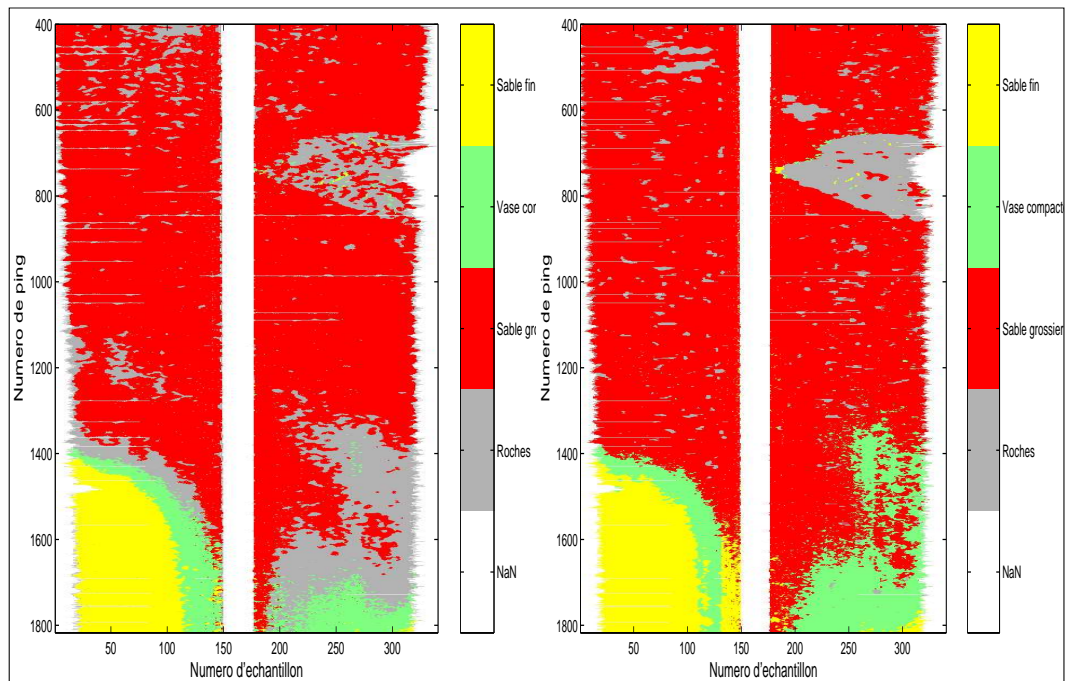 400
600
800
1000
1200
1400
1600
1800
50
100
150
200
250
300
Numero de ping
Numero d'echantillon
Sable fin
Vase con
Sable gro
Roches
NaN
400
600
800
1000
1200
1400
1600
1800
50
100
150
200
250
300
Numero de ping
Numero d'echantillon
Sable fin
Vase compact
Sable grossier
Roches
NaN